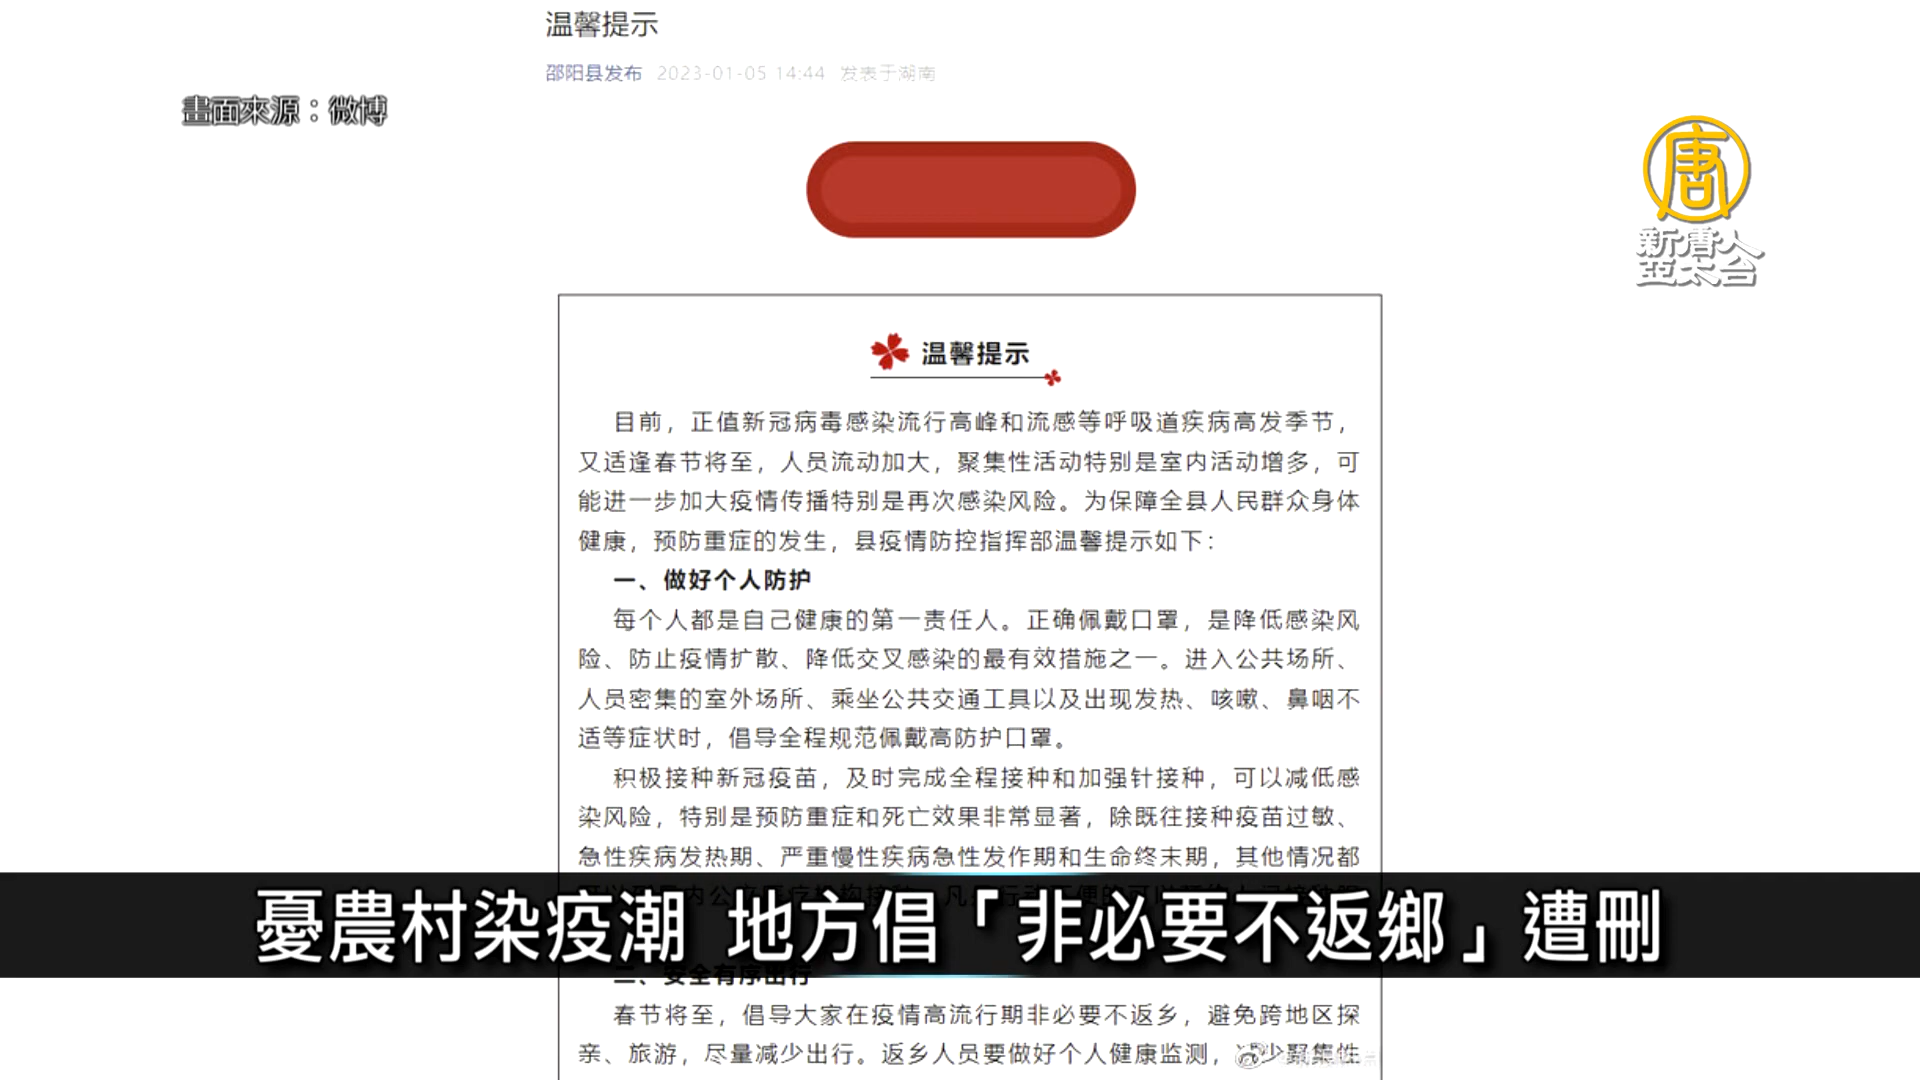 温馨提示
邵阳县发布 2023-01-05 14:44 发表于湖南
畫面來源：微博
唐
新唐人
亞太台
温馨提示
目前，正值新冠病毒感染流行高峰和流感等呼吸道疾病高发季节，
又适逢春节将至，人员流动加大，聚集性活动特别是室内活动增多，可
能进一步加大疫情传播特别是再次感染风险。为保障全县人民群众身体
健康，预防重症的发生，县疫情防控指挥部温馨提示如下：
一、做好个人防护
每个人都是自己健康的第一责任人。正确佩戴口罩，是降低感染风
险、防止疫情扩散、降低交叉感染的最有效措施之一。进入公共场所、
人员密集的室外场所、乘坐公共交通工具以及出现发热、咳嗽、鼻咽不
适等症状时，倡导全程规范佩戴高防护口罩。
积极接种新冠疫苗，及时完成全程接种和加强针接种，可以减低感
染风险，特别是预防重症和死亡效果非常显著，除既往接种疫苗过敏、
急性疾病发热期、严重慢性疾病急性发作期和生命终末期，其他情况都
憂農村染疫潮 地方倡「非必要不返鄉」遭刪
二、安全有序出行
春节将至，倡导大家在疫情高流行期非必要不返乡，避免跨地区探
亲、旅游，尽量减少出行。返乡人员要做好个人健康监测，减少聚集性